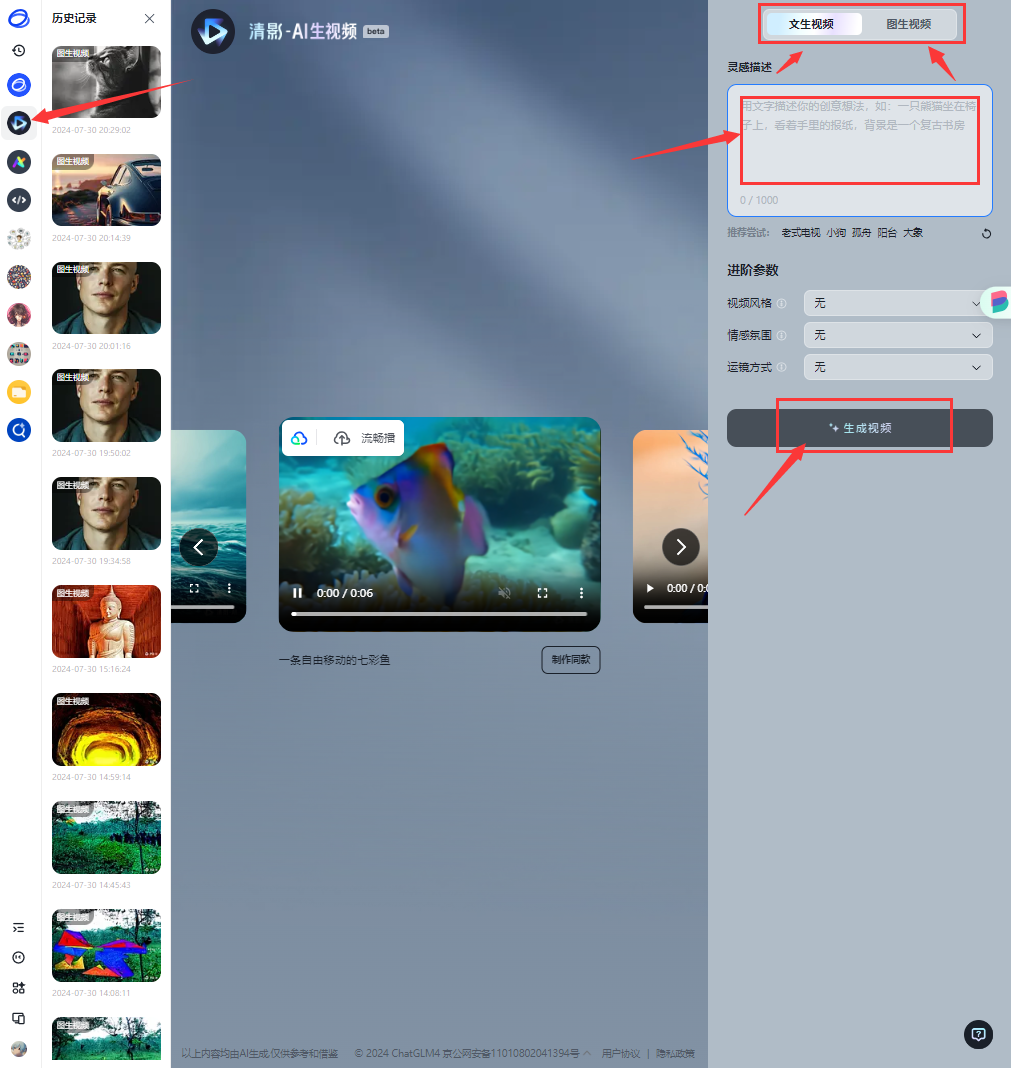 历史记录
图生视频
2024-07-30 20:29:02
图生视频
2024-07-30 20:14:39
图生视频
2024-07-30 20:01:16
图生视频
2024-07-30 19:50:02
图生视频
2024-07-30 19:34:58
图生视频
2024-07-30 15:16:24
图生视频
2024-07-30 14:59:14
图生视频
2024-07-30 14:45:43
图生视频
2024-07-30 14:08:11
图生视频
清影-AI生视频 beta
流畅播
0:00 / 0:06
0:00 / 0:0
一条自由移动的七彩鱼
制作同款
以上内容均由AI生成,仅供参考和借鉴 © 2024 ChatGLM4 京公网安备11010802041394号 用户协议 | 隐私政策
文生视频 图生视频
灵感描述
用文字描述你的创意想法，如：一只熊猫坐在椅
子上，看着手里的报纸，背景是一个复古书房
0 / 1000
推荐尝试: 老式电视 小狗 孤舟 阳台 大象
进阶参数
视频风格 无
情感氛围 无
运镜方式 无
生成视频